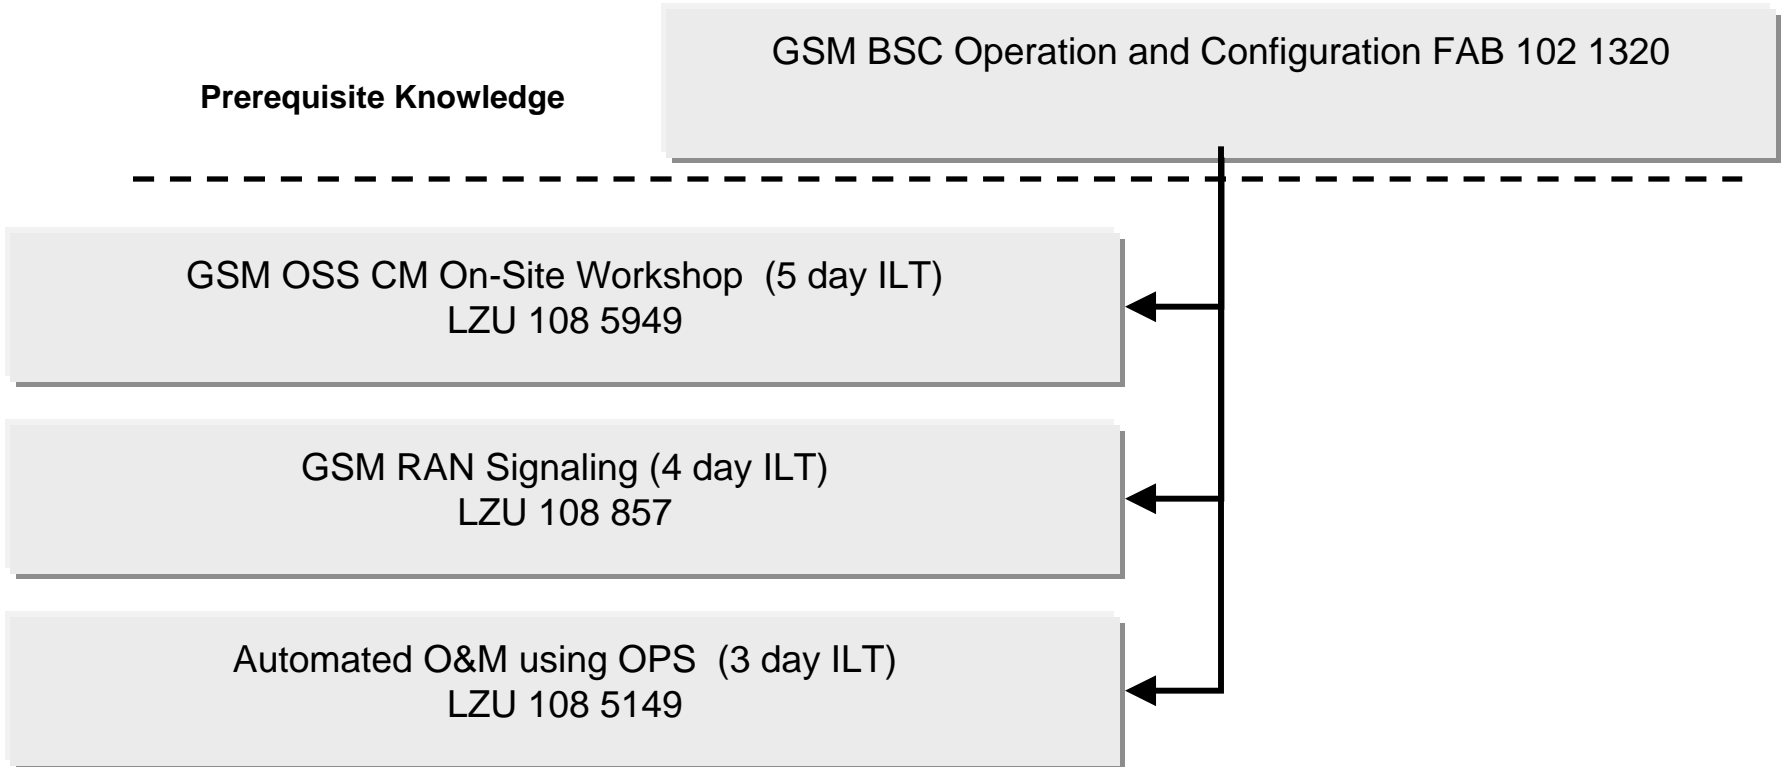 GSM BSC Operation and Configuration FAB 102 1320
Prerequisite Knowledge
GSM OSS CM On-Site Workshop  (5 day ILT)
LZU 108 5949
GSM RAN Signaling (4 day ILT)
LZU 108 857
Automated O&M using OPS  (3 day ILT)
LZU 108 5149